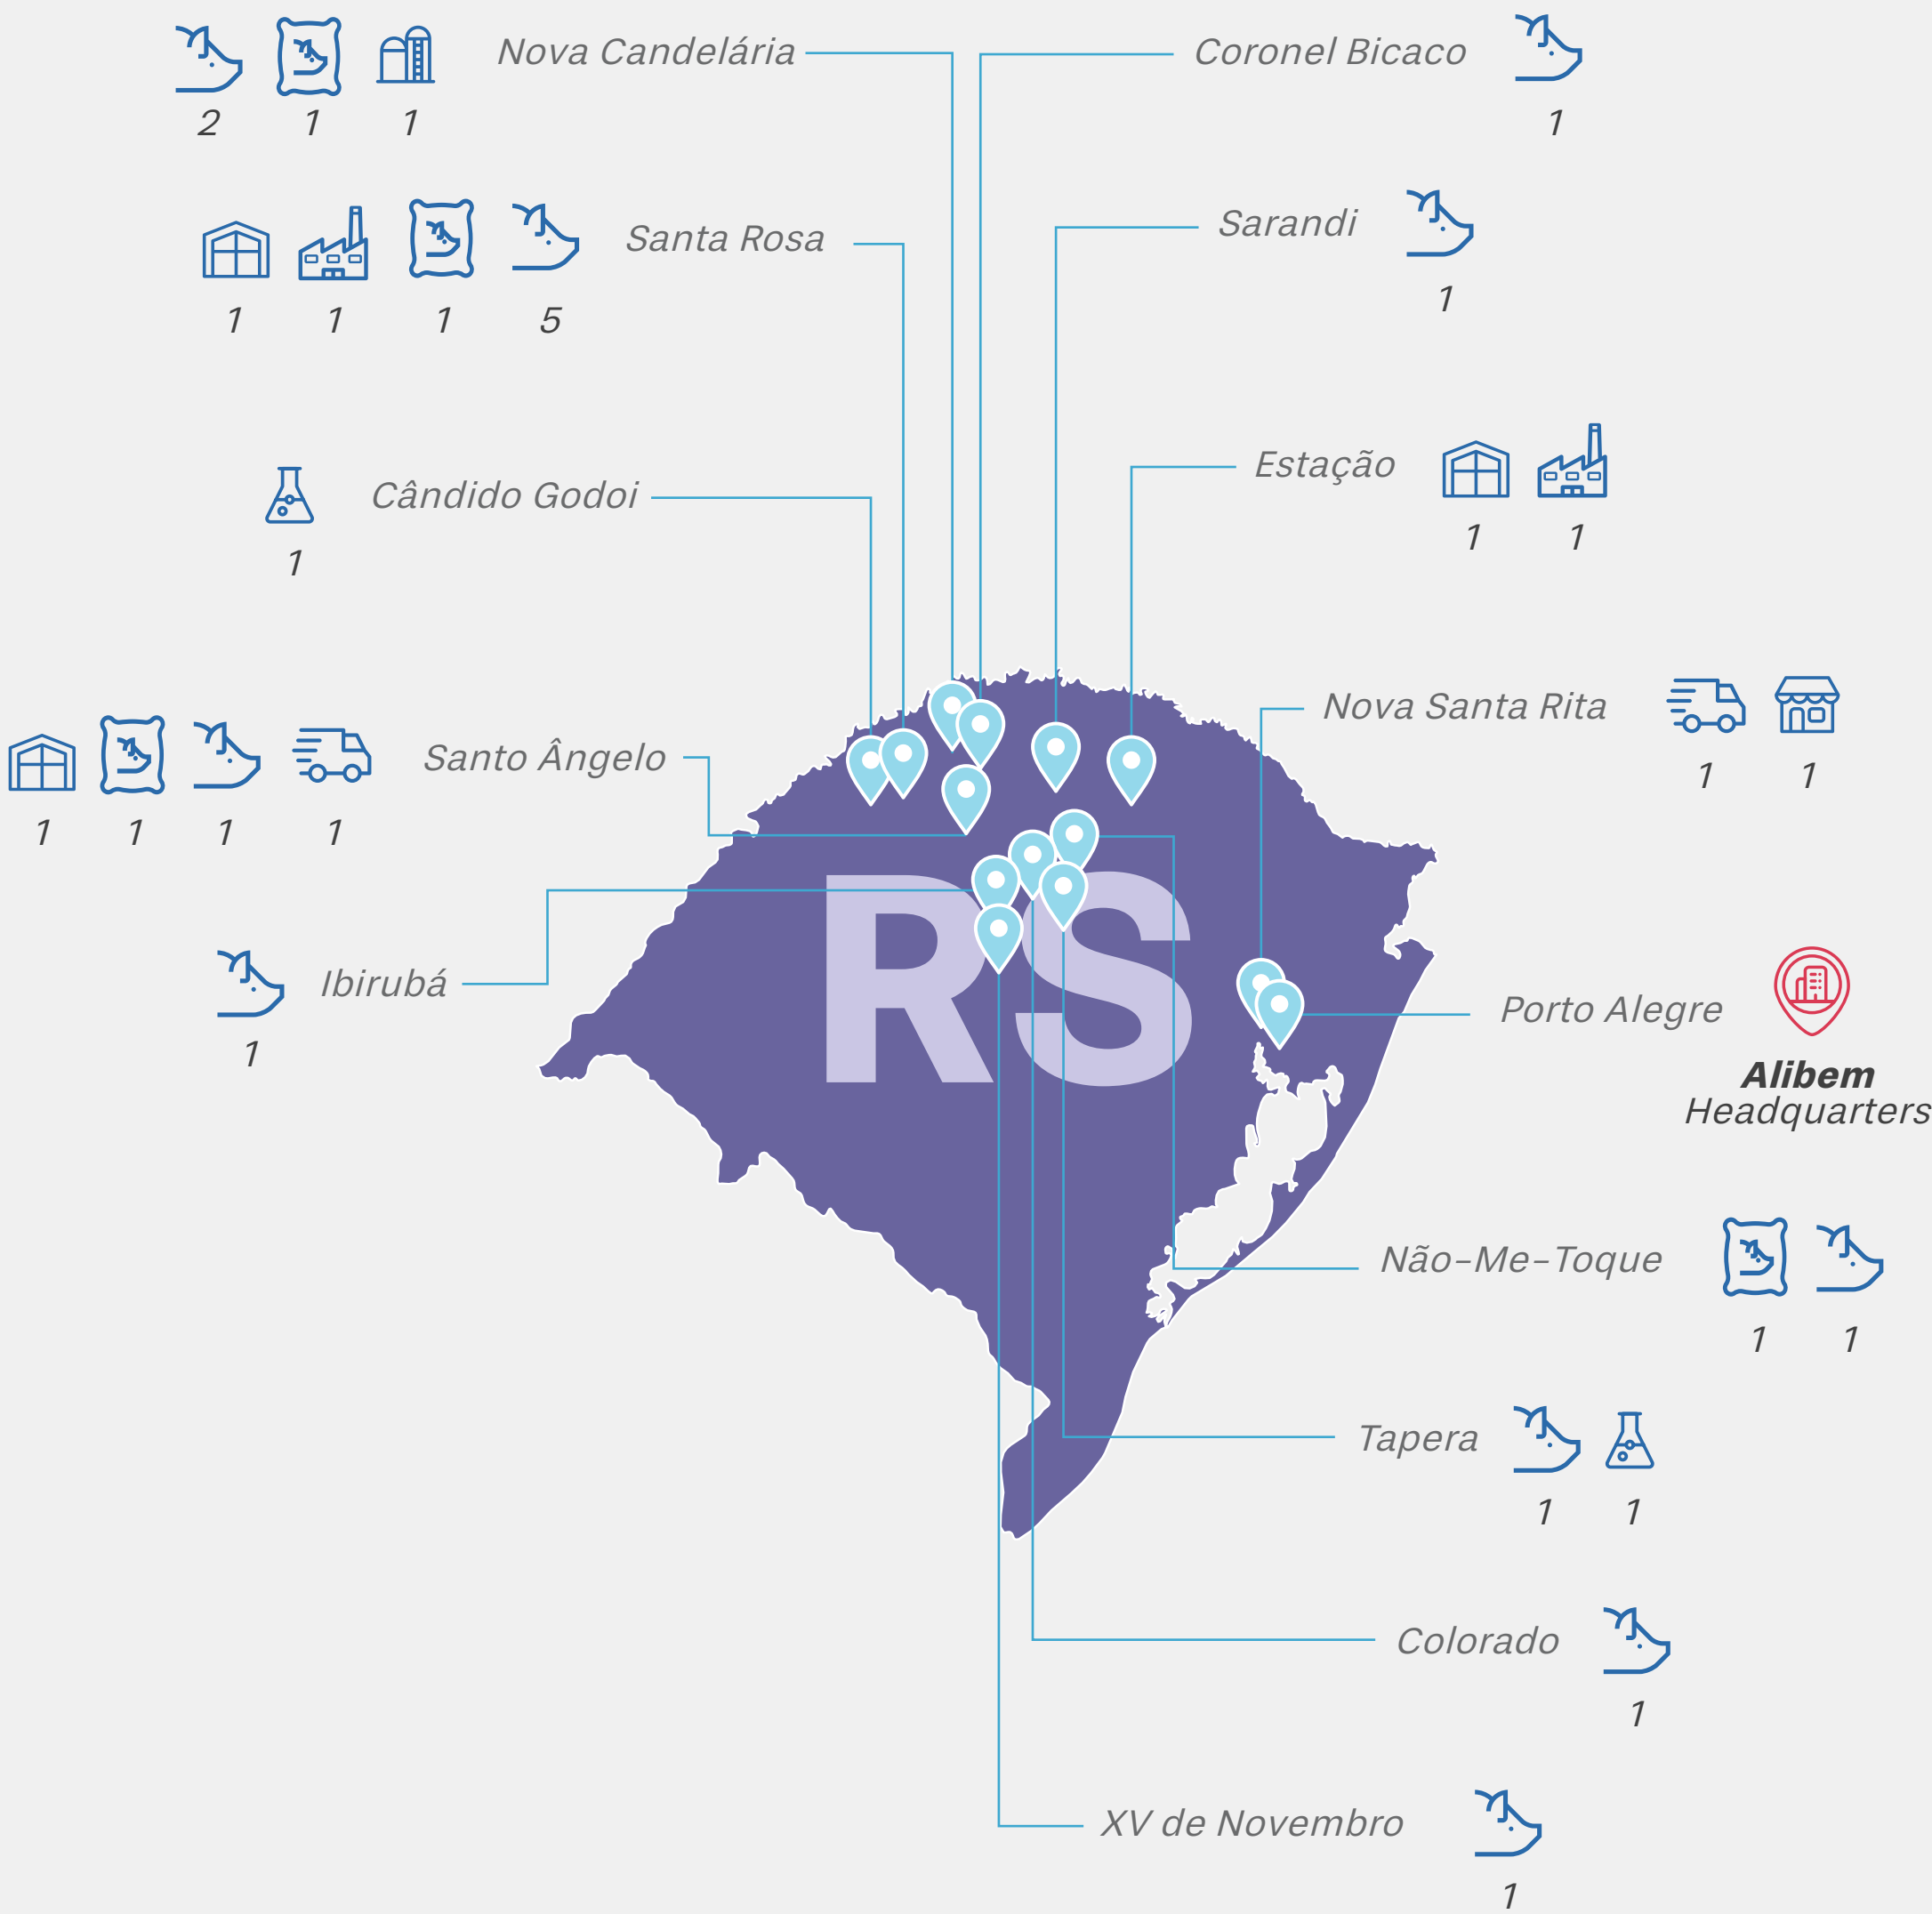 Nova Candelária
2 1 1
Coronel Bicaco
1
Santa Rosa
1 1 1 5
Sarandi
1
Cândido Godoi
1
Estação
1 1
Santo Ângelo
1 1 1 1
Nova Santa Rita
1 1
RS
Ibirubá
1
Porto Alegre
Alibem
Headquarters
Não-Me-Toque
1 1
Tapera
1 1
Colorado
1
XV de Novembro
1